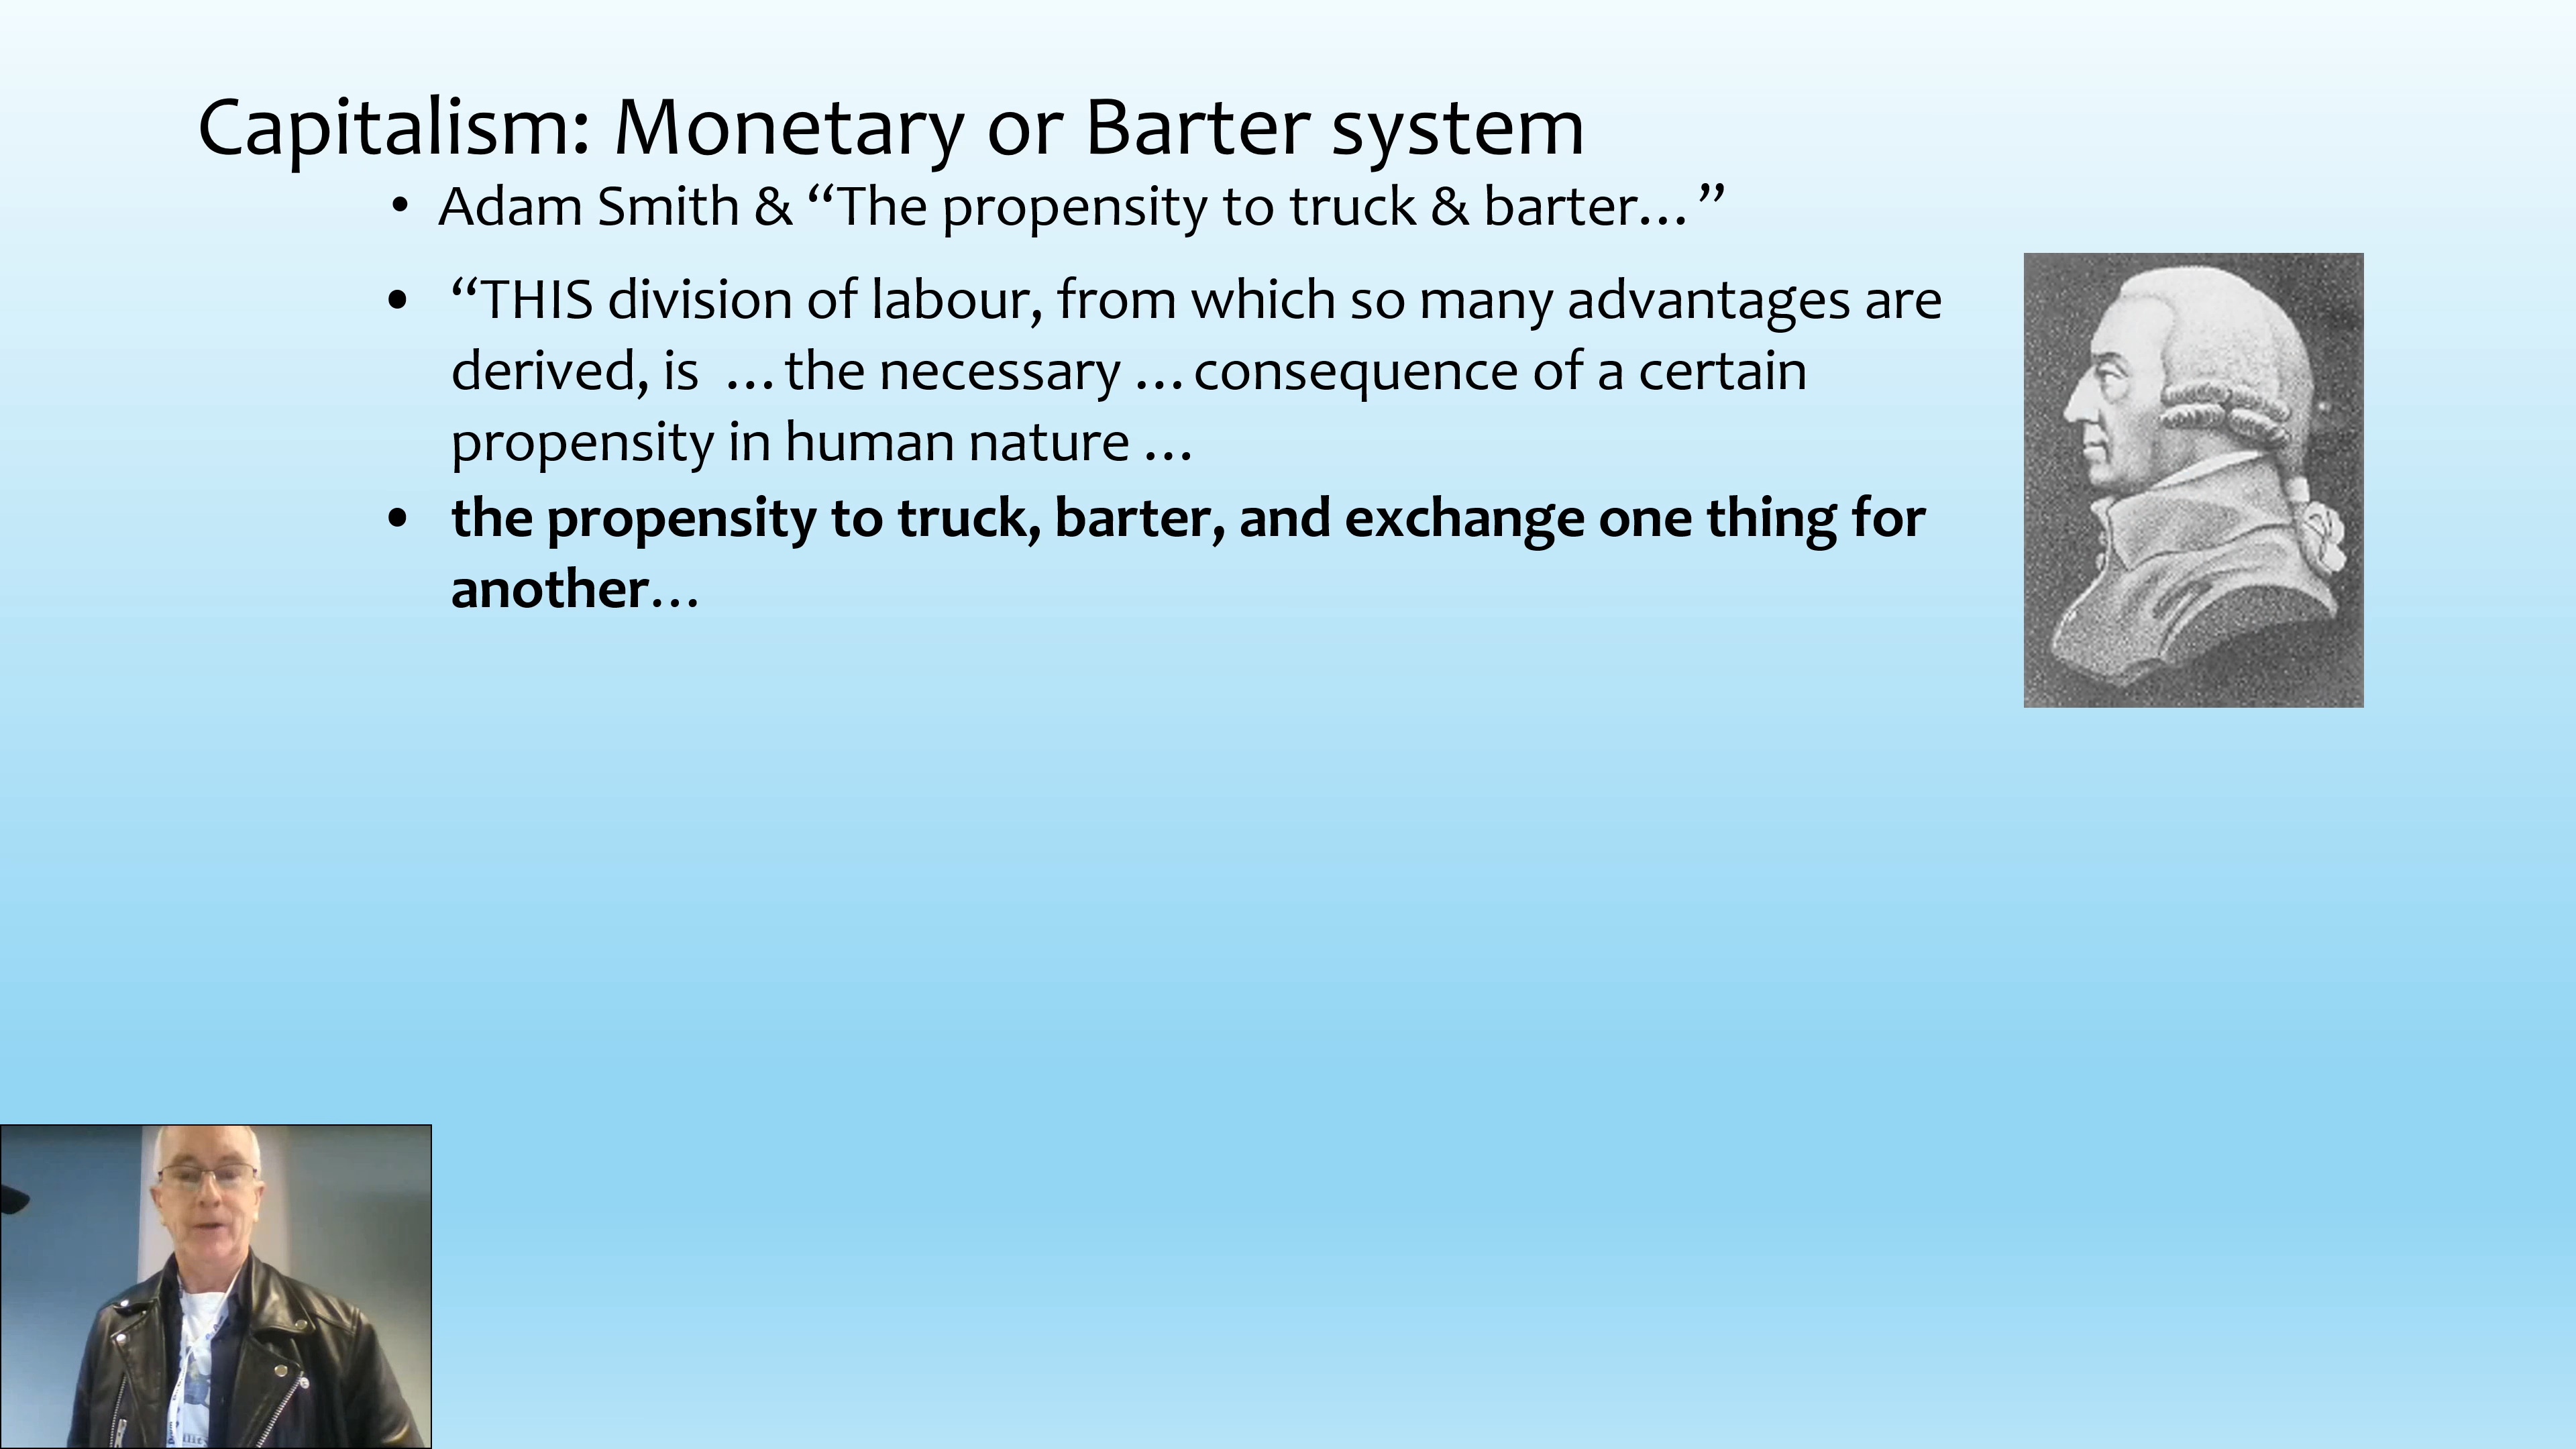 Capitalism: Monetary or Barter system
• Adam Smith & “The propensity to truck & barter… ”
• “THIS division of labour, from which so many advantages are
derived, is … the necessary … consequence of a certain
propensity in human nature …
• the propensity to truck, barter, and exchange one thing for
another…